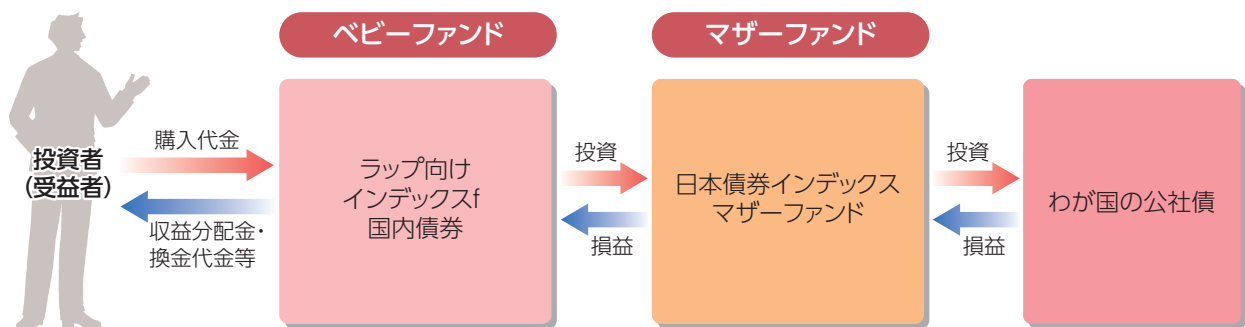 ベビーファンド
マザーファンド
投資者
(受益者)
購入代金
収益分配金・
換金代金等
ラップ向け
インデックスf
国内債券
投資
損益
日本債券インデックス
マザーファンド
投資
損益
わが国の公社債